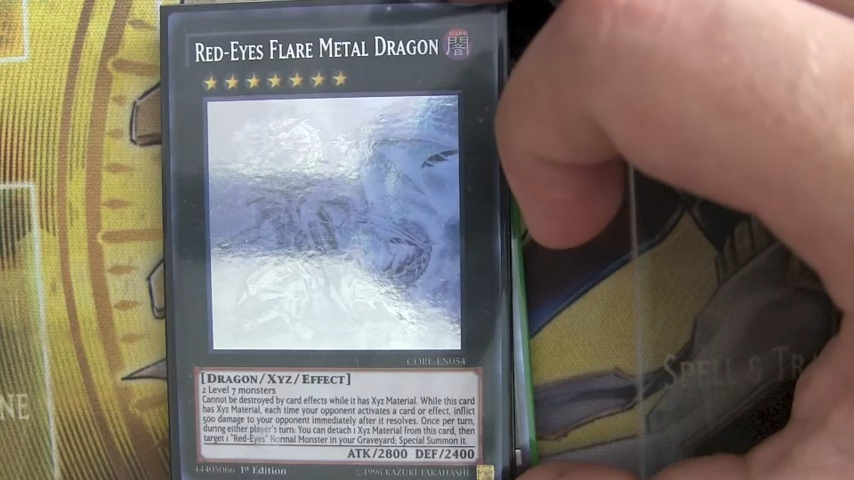 RED-EYES FLARE METAL DRAGON
DARK
闇
CORE-EN054
[DRAGON/XYZ/EFFECT]
2 Level 7 monsters
Cannot be destroyed by card effects while it has Xyz Material. While this card
has Xyz Material, each time your opponent activates a card or effect, inflict
500 damage to your opponent immediately after it resolves. Once per turn,
during either player's turn: You can detach 1 Xyz Material from this card, then
target 1 "Red-Eyes" Normal Monster in your Graveyard; Special Summon it.
ATK/2800 DEF/2400
44405066 1st Edition ©1996 KAZUKI TAKAHASHI
NE
SPELL & TR